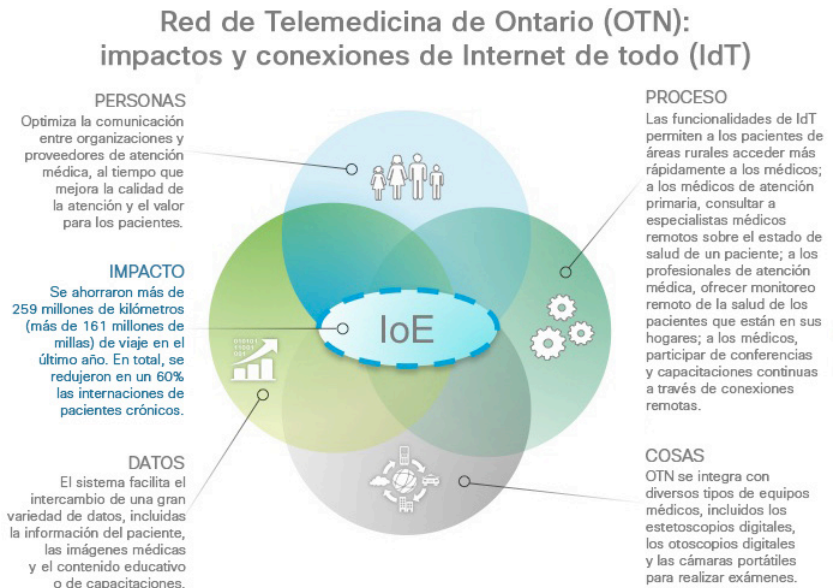 Red de Telemedicina de Ontario (OTN):
impactos y conexiones de Internet de todo (IdT)
PERSONAS
Optimiza la comunicación
entre organizaciones y
proveedores de atención
médica, al tiempo que
mejora la calidad de
la atención y el valor
para los pacientes.
IMPACTO
Se ahorraron más de
259 millones de kilómetros
(más de 161 millones de
millas) de viaje en el
último año. En total, se
redujeron en un 60%
las internaciones de
pacientes crónicos.
DATOS
El sistema facilita el
intercambio de una gran
variedad de datos, incluidas
la información del paciente,
las imágenes médicas
y el contenido educativo
o de capacitaciones.
IoE
PROCESO
Las funcionalidades de IdT
permiten a los pacientes de
áreas rurales acceder más
rápidamente a los médicos;
a los médicos de atención
primaria, consultar a
especialistas médicos
remotos sobre el estado de
salud de un paciente; a los
profesionales de atención
médica, ofrecer monitoreo
remoto de la salud de los
pacientes que están en sus
hogares; a los médicos,
participar de conferencias
y capacitaciones continuas
a través de conexiones
remotas.
COSAS
OTN se integra con
diversos tipos de equipos
médicos, incluidos los
estetoscopios digitales,
los otoscopios digitales
y las cámaras portátiles
para realizar exámenes.